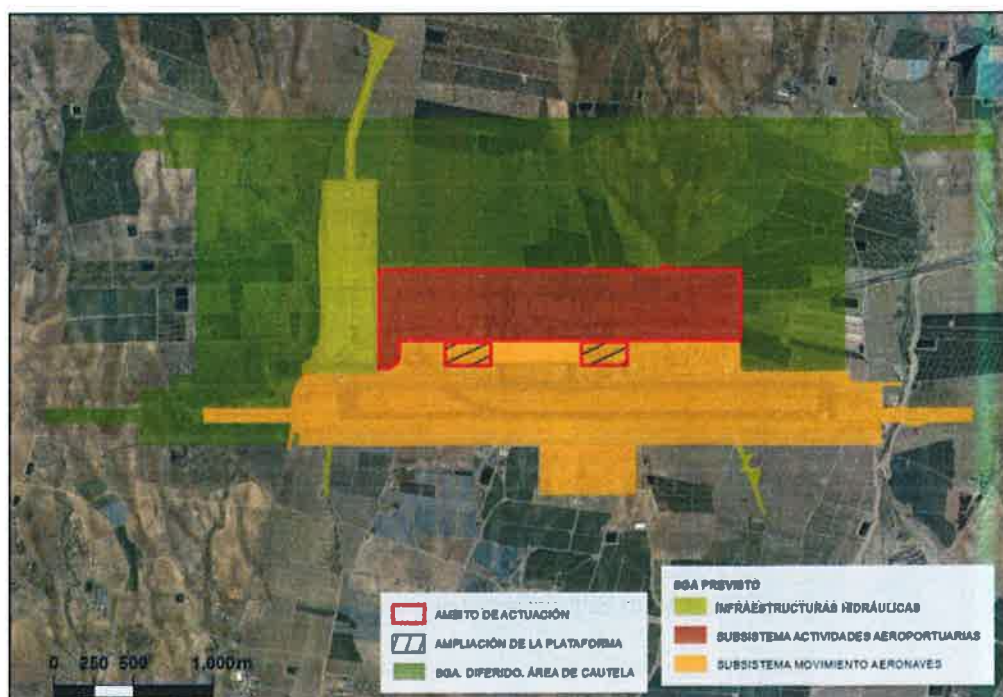 SGA PREVISTO
INFRAESTRUCTURAS HIDRÁULICAS
SUBSISTEMA ACTIVIDADES AEROPORTUARIAS
SUBSISTEMA MOVIMIENTO AERONAVES
ÁMBITO DE ACTUACIÓN
AMPLIACIÓN DE LA PLATAFORMA
SGA. DIFERIDO. ÁREA DE CAUTELA
0 250 500 1.000m